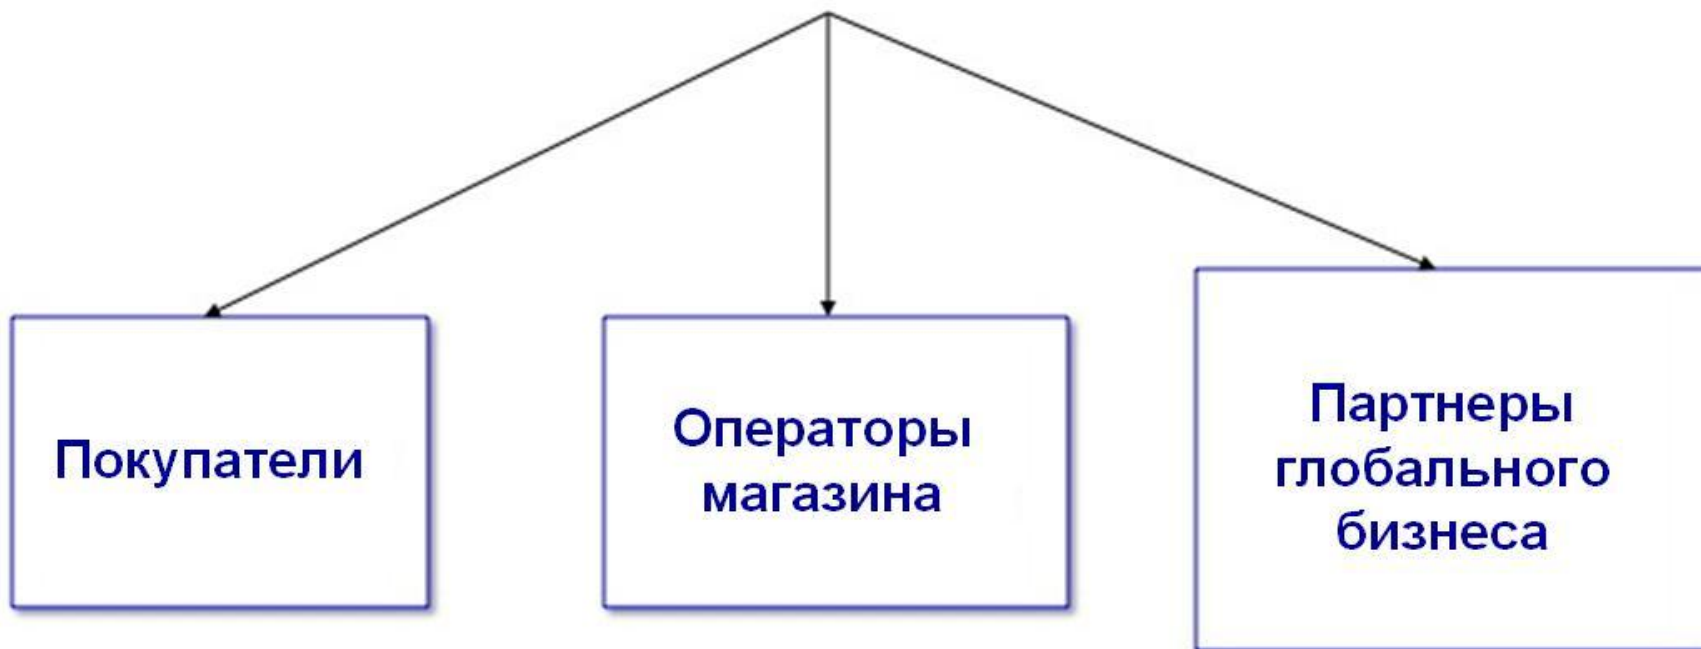 Покупатели
Операторы
магазина
Партнеры
глобального
бизнеса